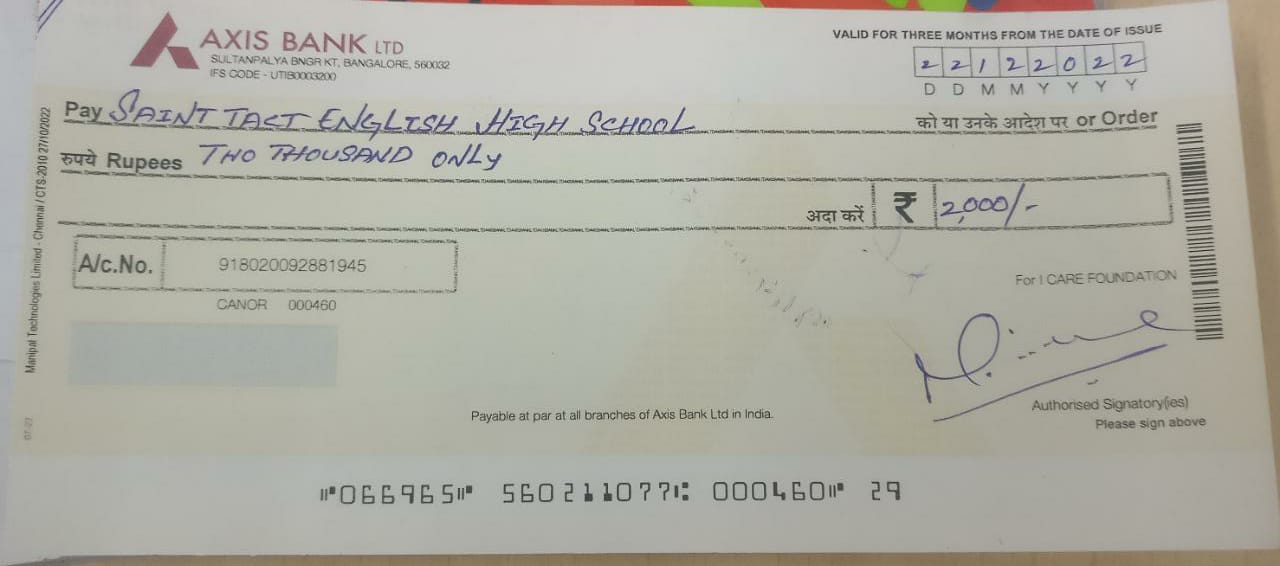 AXIS BANK LTD
SULTANPALYA BNGR KT, BANGALORE, 560032
IFS CODE - UTIB0003200
VALID FOR THREE MONTHS FROM THE DATE OF ISSUE
2 2 1 2 2 0 2 2
D D M M Y Y Y Y
Pay SAINT TACT ENGLISH HIGH SCHOOL को या उनके आदेश पर or Order
रुपये Rupees TWO THOUSAND ONLY
अदा करें ₹ 2,000/-
A/c.No. 918020092881945
CANOR 000460
For I CARE FOUNDATION
Authorised Signatory(ies)
Please sign above
Payable at par at all branches of Axis Bank Ltd in India.
⑈066965⑈ 560211077⑆ 000460⑈ 29
Manipal Technologies Limited - Chennai / CTS-2010 27/10/2022